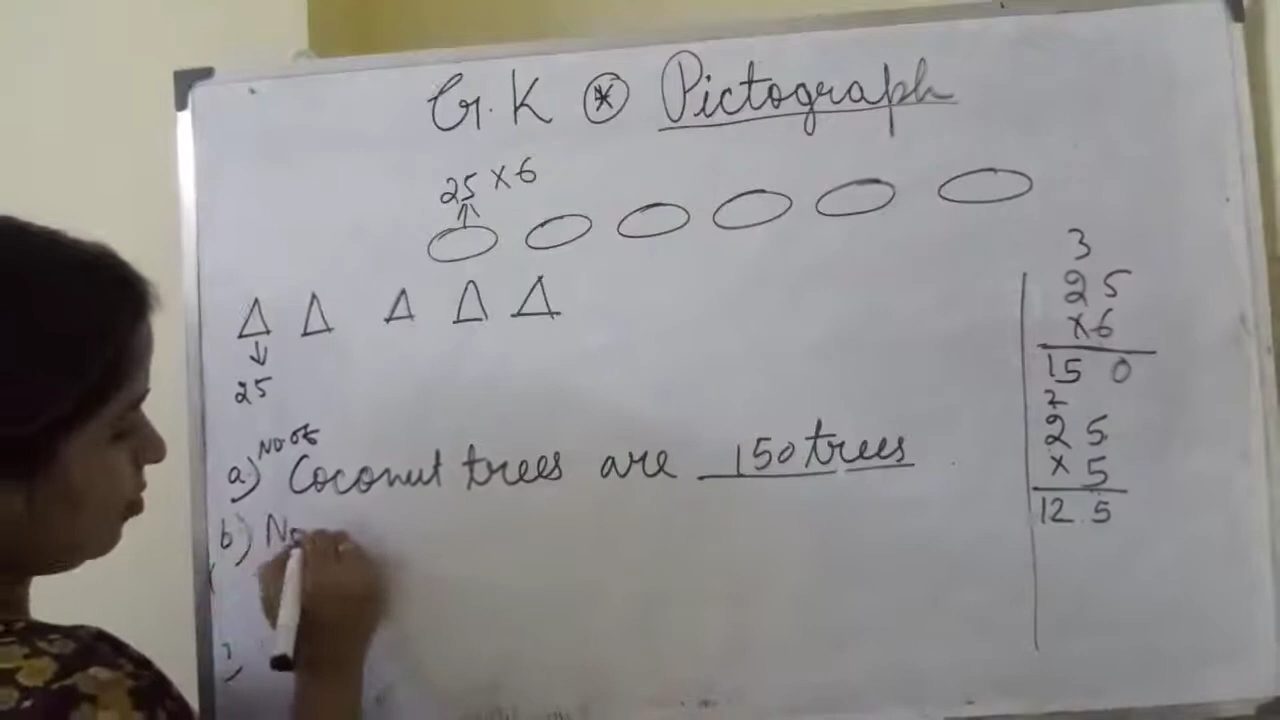 G.K * Pictograph
25 × 6
25
a) No of Coconut trees are 150 trees
b) No
3
25
×6
150
2
25
× 5
125